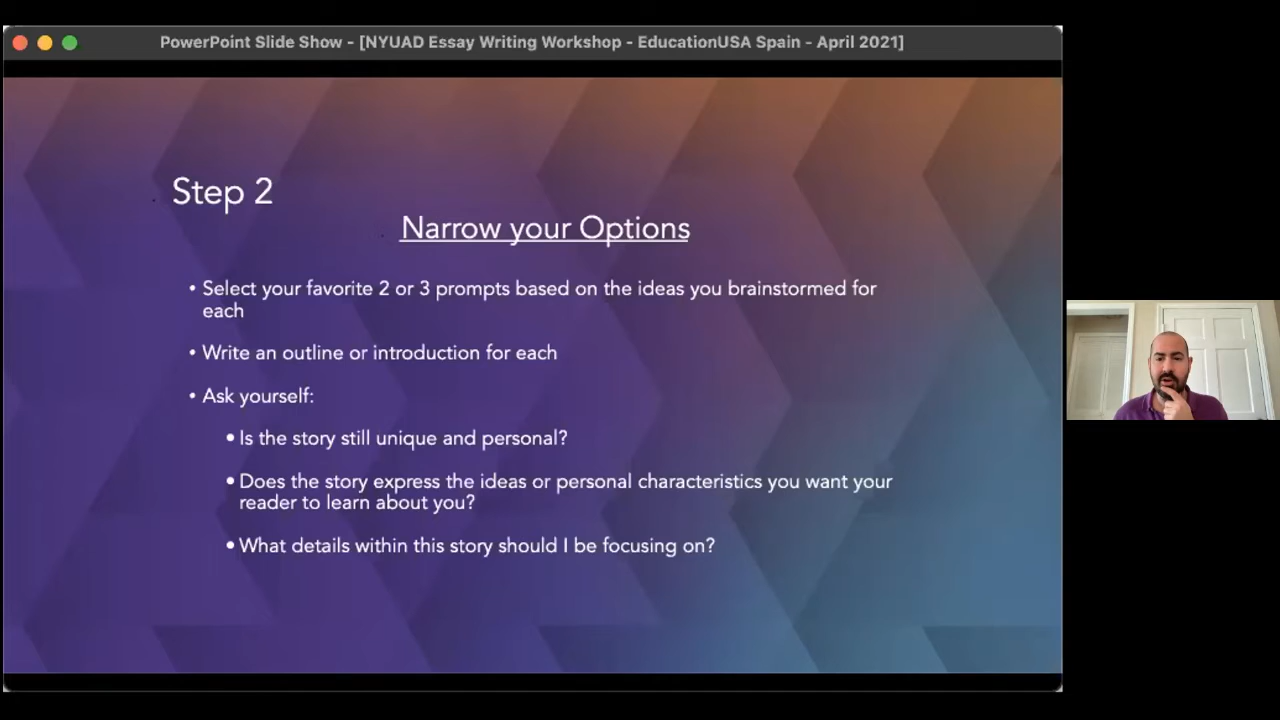 PowerPoint Slide Show - [NYUAD Essay Writing Workshop - EducationUSA Spain - April 2021]
Step 2
Narrow your Options
• Select your favorite 2 or 3 prompts based on the ideas you brainstormed for
each
• Write an outline or introduction for each
• Ask yourself:
• Is the story still unique and personal?
• Does the story express the ideas or personal characteristics you want your
reader to learn about you?
• What details within this story should I be focusing on?